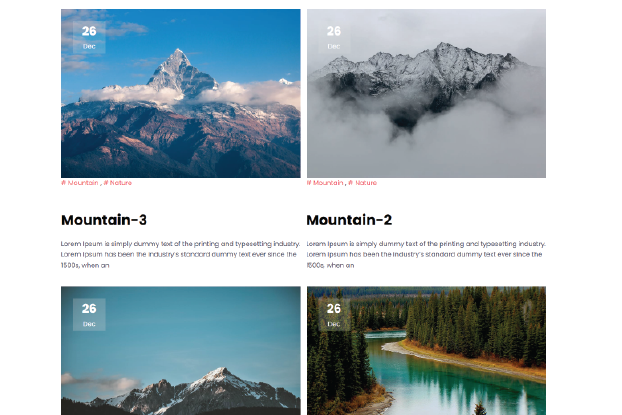 26
Dec
26
Dec
# Mountain , # Nature
# Mountain , # Nature
Mountain-3
Mountain-2
Lorem Ipsum is simply dummy text of the printing and typesetting industry.
Lorem Ipsum has been the industry's standard dummy text ever since the
1500s, when an
Lorem Ipsum is simply dummy text of the printing and typesetting industry.
Lorem Ipsum has been the industry's standard dummy text ever since the
1500s, when an
26
Dec
26
Dec